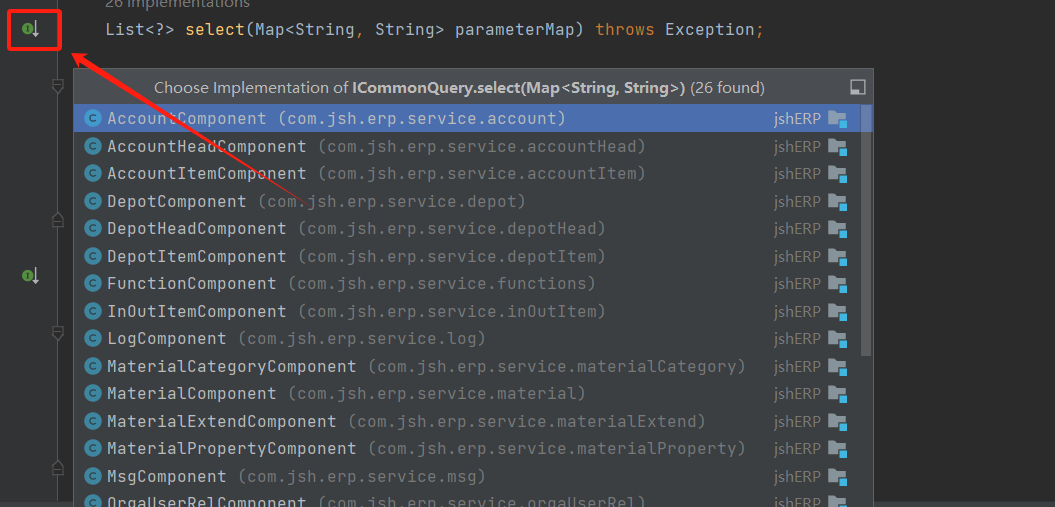 26 implementations
List<?> select(Map<String, String> parameterMap) throws Exception;
Choose Implementation of ICommonQuery.select(Map<String, String>) (26 found)
AccountComponent (com.jsh.erp.service.account) jshERP
AccountHeadComponent (com.jsh.erp.service.accountHead) jshERP
AccountItemComponent (com.jsh.erp.service.accountItem) jshERP
DepotComponent (com.jsh.erp.service.depot) jshERP
DepotHeadComponent (com.jsh.erp.service.depotHead) jshERP
DepotItemComponent (com.jsh.erp.service.depotItem) jshERP
FunctionComponent (com.jsh.erp.service.functions) jshERP
InOutItemComponent (com.jsh.erp.service.inOutItem) jshERP
LogComponent (com.jsh.erp.service.log) jshERP
MaterialCategoryComponent (com.jsh.erp.service.materialCategory) jshERP
MaterialComponent (com.jsh.erp.service.material) jshERP
MaterialExtendComponent (com.jsh.erp.service.materialExtend) jshERP
MaterialPropertyComponent (com.jsh.erp.service.materialProperty) jshERP
MsgComponent (com.jsh.erp.service.msg) jshERP
OrgaUserRelComponent (com.jsh.erp.service.orgaUserRel) jshERP